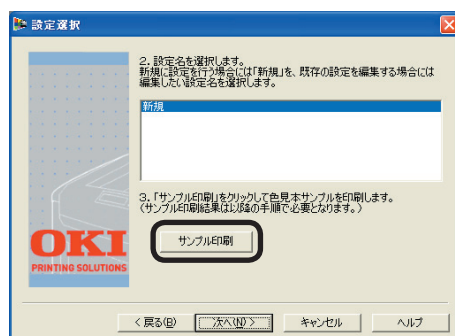 設定選択
2. 設定名を選択します。
新規に設定を行う場合には「新規」を、既存の設定を編集する場合には
編集したい設定名を選択します。
新規
3. 「サンプル印刷」をクリックして色見本サンプルを印刷します。
(サンプル印刷結果は以降の手順で必要となります。)
サンプル印刷
OKI
PRINTING SOLUTIONS
< 戻る(B)
次へ(N) >
キャンセル
ヘルプ